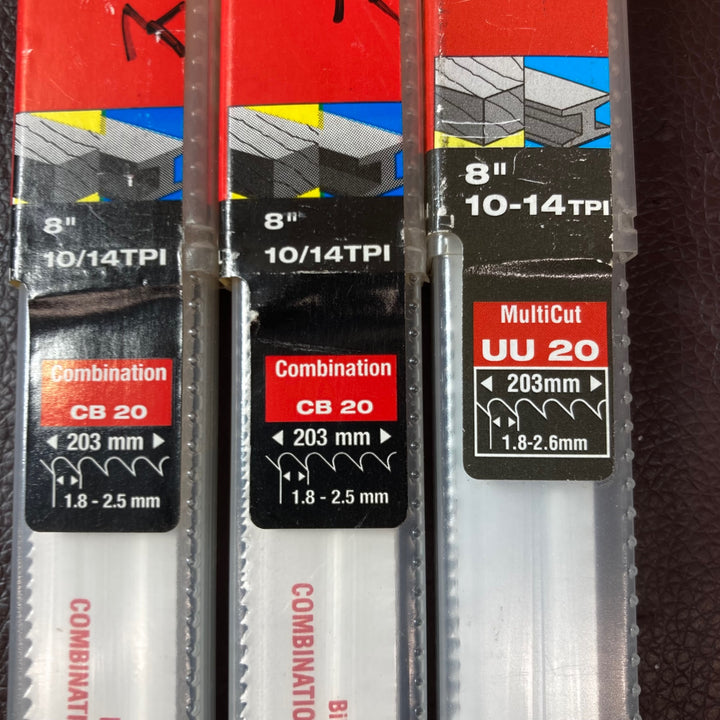 8"
10/14TPI
Combination
CB 20
203 mm
1.8 - 2.5 mm
COMBINATI
8"
10/14TPI
Combination
CB 20
203 mm
1.8 - 2.5 mm
COMBINATIO
Bi
8"
10-14TPI
MultiCut
UU 20
203mm
1.8-2.6mm